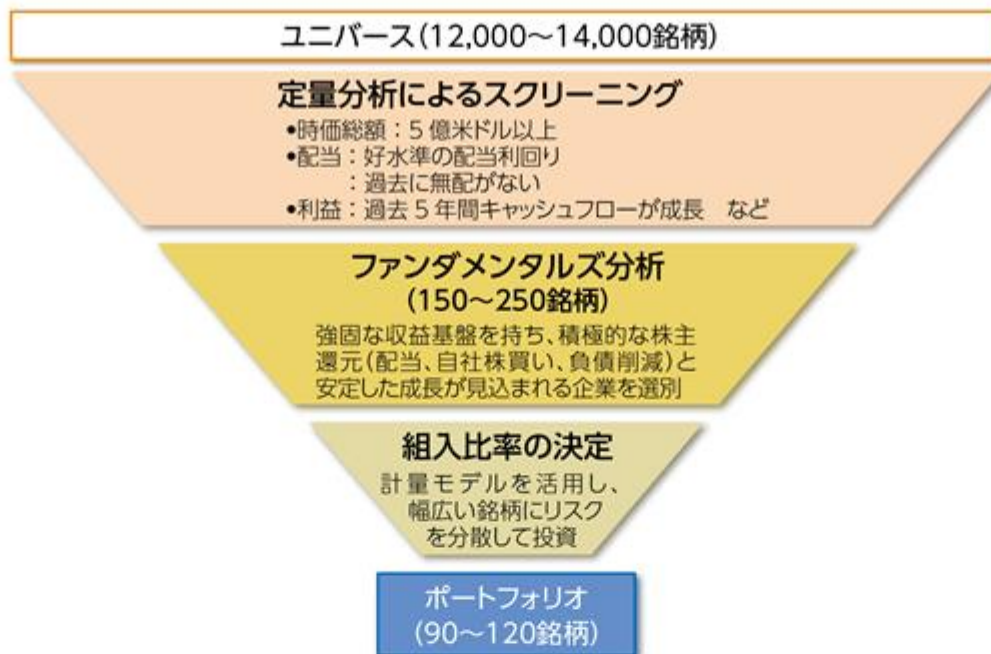 ユニバース(12,000～14,000銘柄)
定量分析によるスクリーニング
•時価総額：5億米ドル以上
•配当：好水準の配当利回り
：過去に無配がない
•利益：過去5年間キャッシュフローが成長　など
ファンダメンタルズ分析
(150～250銘柄)
強固な収益基盤を持ち、積極的な株主
還元(配当、自社株買い、負債削減)と
安定した成長が見込まれる企業を選別
組入比率の決定
計量モデルを活用し、
幅広い銘柄にリスク
を分散して投資
ポートフォリオ
(90～120銘柄)